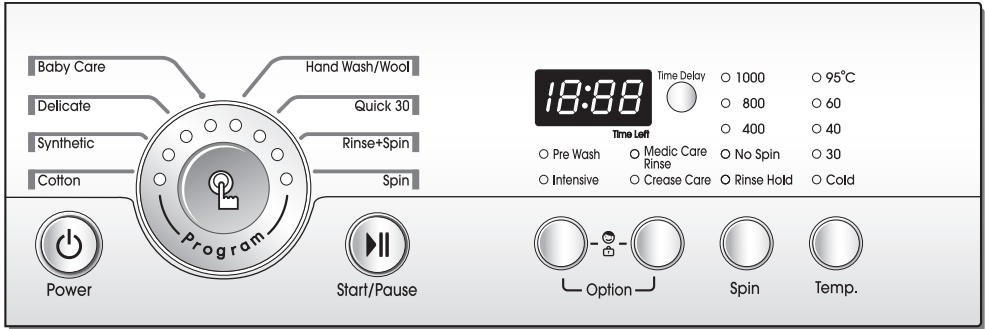 Baby Care
Delicate
Synthetic
Cotton
Hand Wash/Wool
Quick 30
Rinse+Spin
Spin
Program
Power
Start/Pause
18:88
Time Left
Time Delay
Pre Wash
Intensive
Medic Care
Rinse
Crease Care
1000
800
400
No Spin
Rinse Hold
95°C
60
40
30
Cold
Option
Spin
Temp.